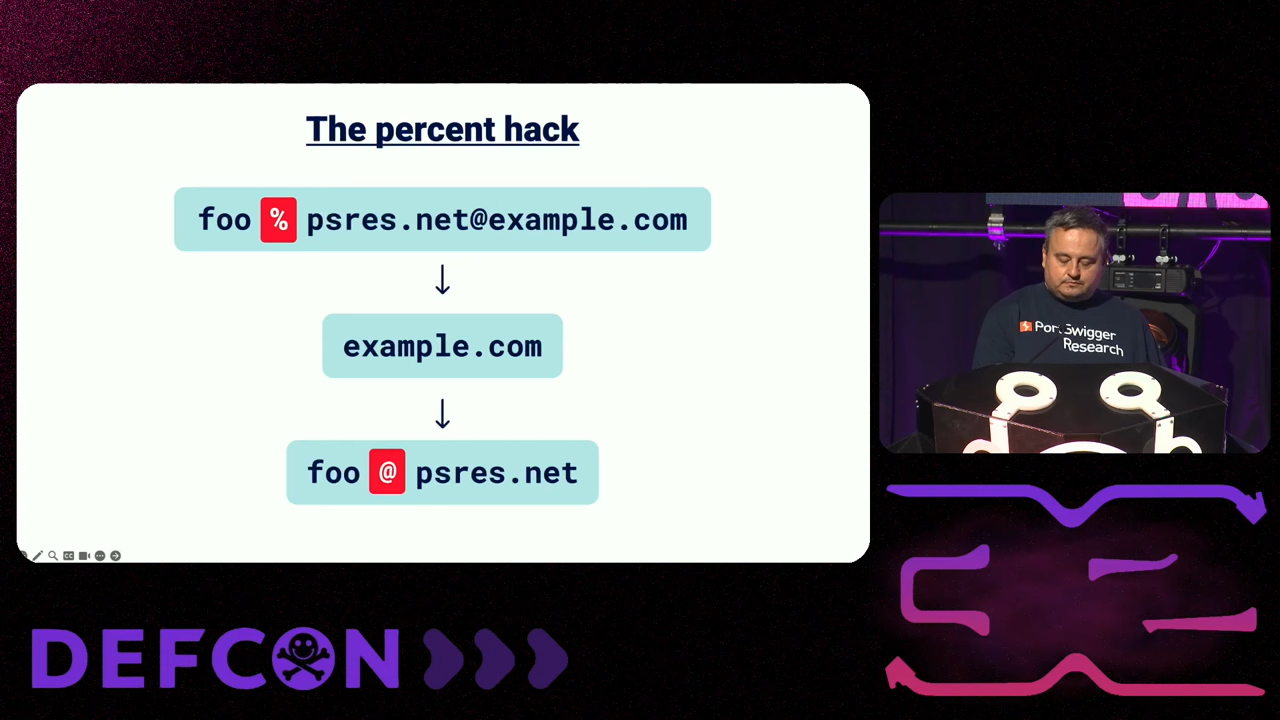 The percent hack
foo % psres.net@example.com
↓
example.com
↓
foo @ psres.net
PortSwigger
Research
DEFCON